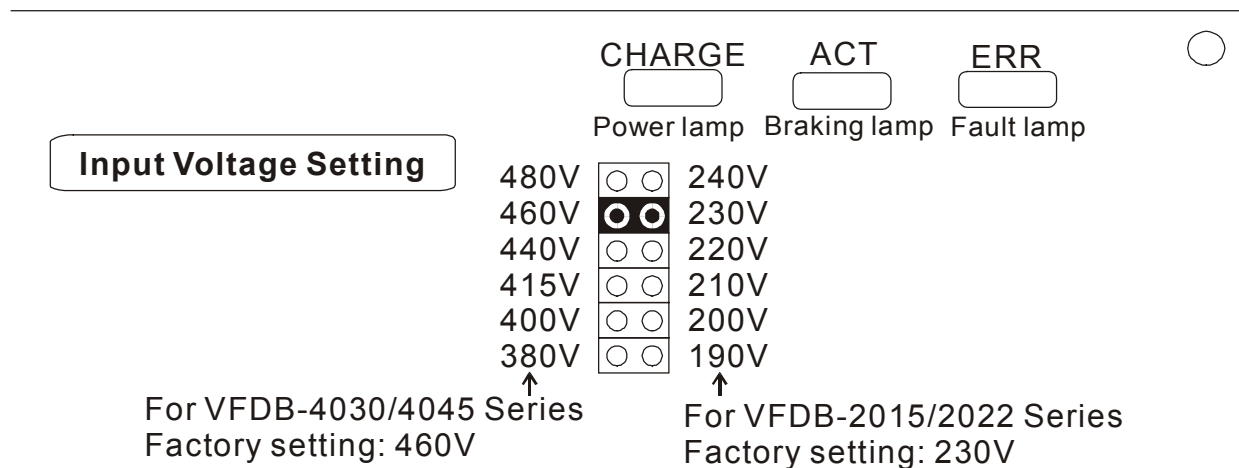 CHARGE ACT ERR
Power lamp Braking lamp Fault lamp
Input Voltage Setting
480V 240V
460V 230V
440V 220V
415V 210V
400V 200V
380V 190V
For VFDB-4030/4045 Series
Factory setting: 460V
For VFDB-2015/2022 Series
Factory setting: 230V